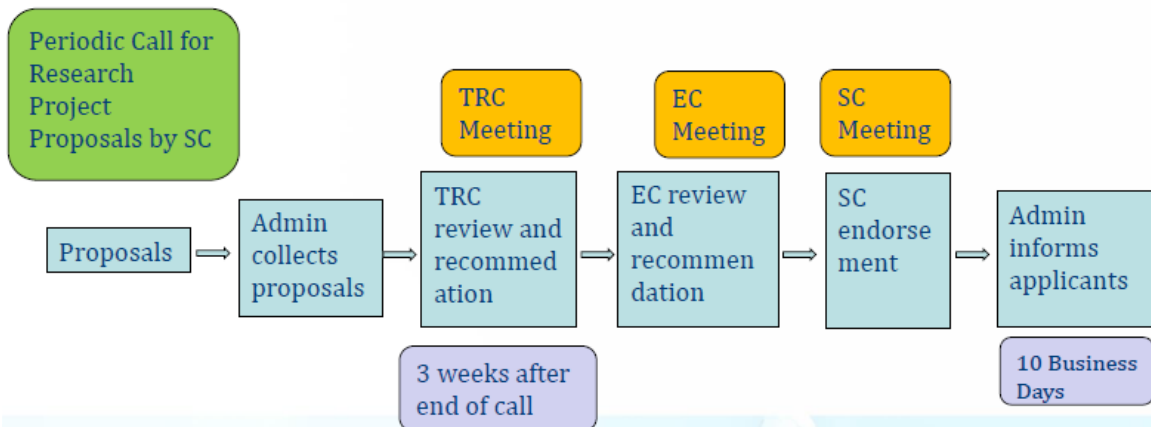 Periodic Call for
Research
Project
Proposals by SC
TRC
Meeting
EC
Meeting
SC
Meeting
Proposals
Admin
collects
proposals
TRC
review and
recommed
ation
EC review
and
recommen
dation
SC
endorse
ment
Admin
informs
applicants
3 weeks after
end of call
10 Business
Days